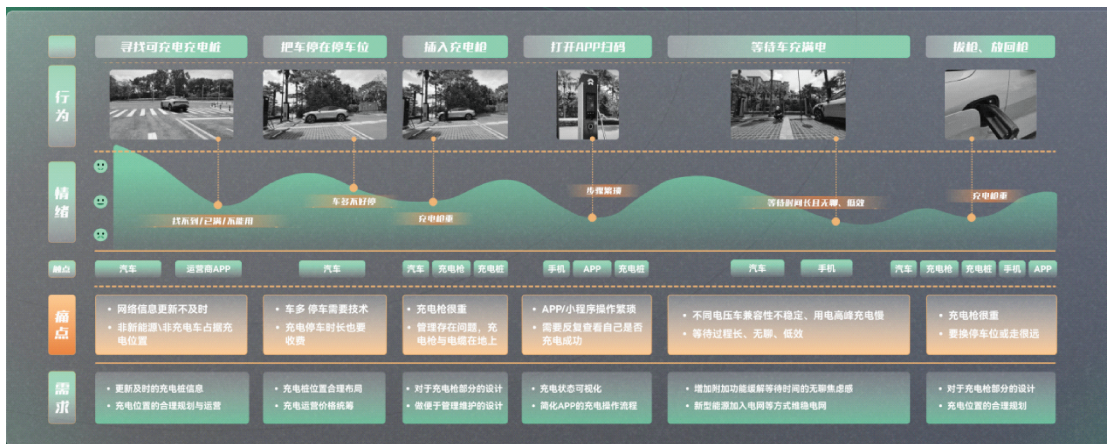 寻找可充电充电桩
把车停在停车位
插入充电枪
打开APP扫码
等待车充满电
拔枪、放回枪
行为
情绪
找不到/已满/不能用
车多不好停
充电枪重
步骤繁锁
等待时间长且无聊、低效
充电枪重
触点
汽车
运营商APP
汽车
汽车
充电枪
充电桩
手机
APP
充电桩
汽车
手机
汽车
充电枪
充电桩
手机
APP
痛点
• 网络信息更新不及时
• 非新能源\非充电车占据充
电位置
• 车多 停车需要技术
• 充电停车时长也要
收费
• 充电枪很重
• 管理存在问题，充
电枪与电缆在地上
• APP/小程序操作繁琐
• 需要反复查看自己是否
充电成功
• 不同电压车兼容性不稳定、用电高峰充电慢
• 等待过程长、无聊、低效
• 充电枪很重
• 要换停车位或走很远
需求
• 更新及时的充电桩信息
• 充电位置的合理规划与运营
• 充电桩位置合理布局
• 充电运营价格统筹
• 对于充电枪部分的设计
• 做便于管理维护的设计
• 充电状态可视化
• 简化APP的充电操作流程
• 增加附加功能缓解等待时间的无聊焦虑感
• 新型能源加入电网等方式维稳电网
• 对于充电枪部分的设计
• 充电位置的合理规划